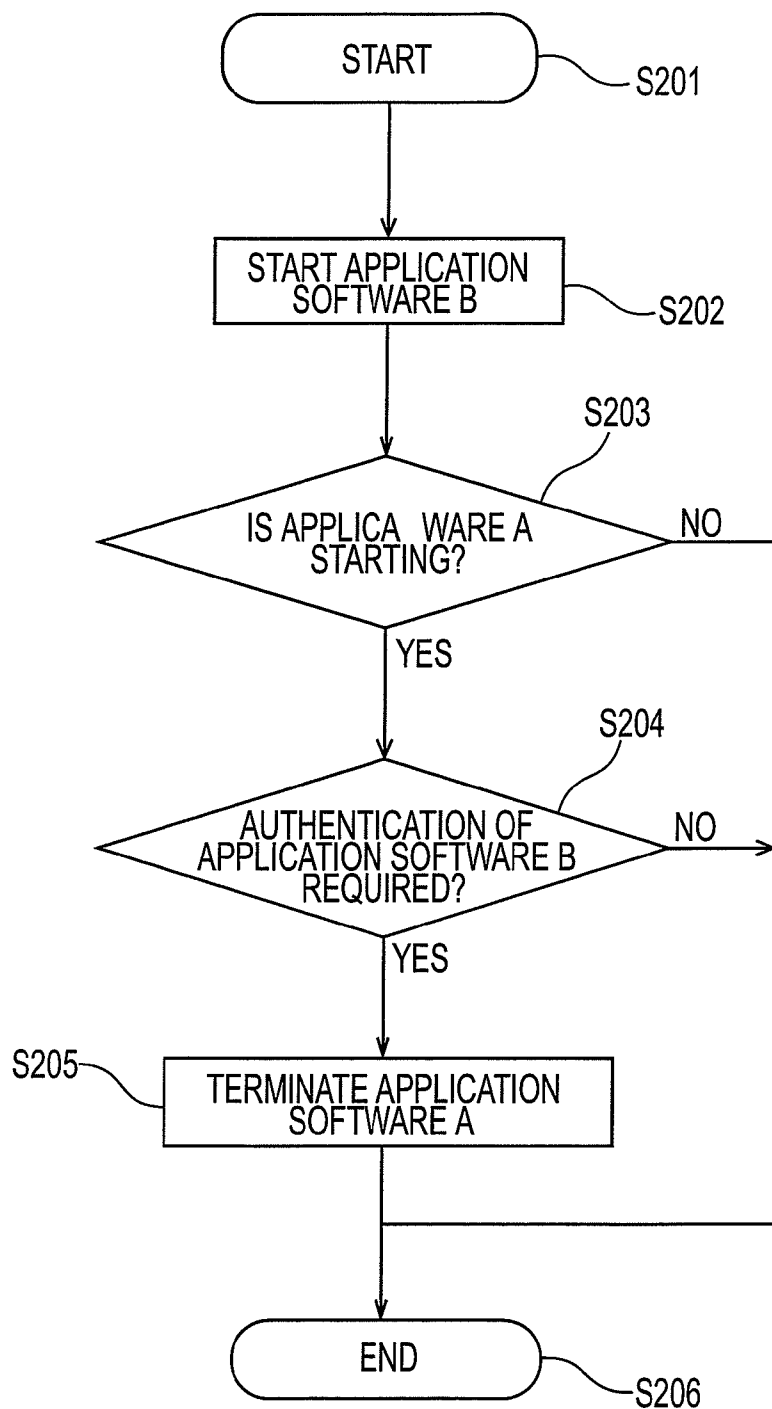 START
S201
START APPLICATION
SOFTWARE B
S202
S203
IS APPLICA WARE A
STARTING?
NO
YES
S204
AUTHENTICATION OF
APPLICATION SOFTWARE B
REQUIRED?
NO
YES
S205
TERMINATE APPLICATION
SOFTWARE A
END
S206